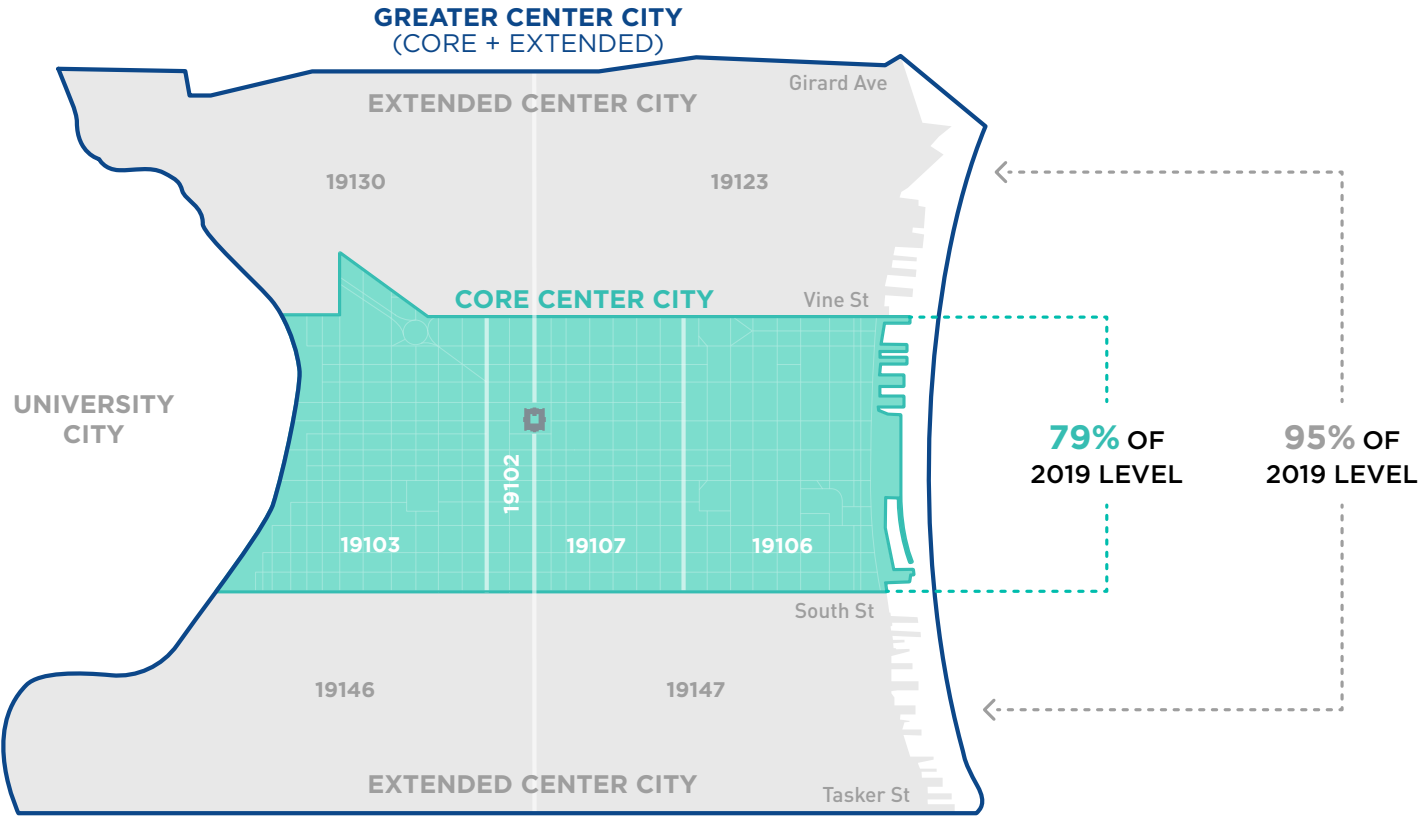 GREATER CENTER CITY
(CORE + EXTENDED)
Girard Ave
EXTENDED CENTER CITY
19130
19123
CORE CENTER CITY
Vine St
UNIVERSITY
CITY
79% OF
2019 LEVEL
95% OF
2019 LEVEL
19102
19103
19107
19106
South St
19146
19147
EXTENDED CENTER CITY
Tasker St